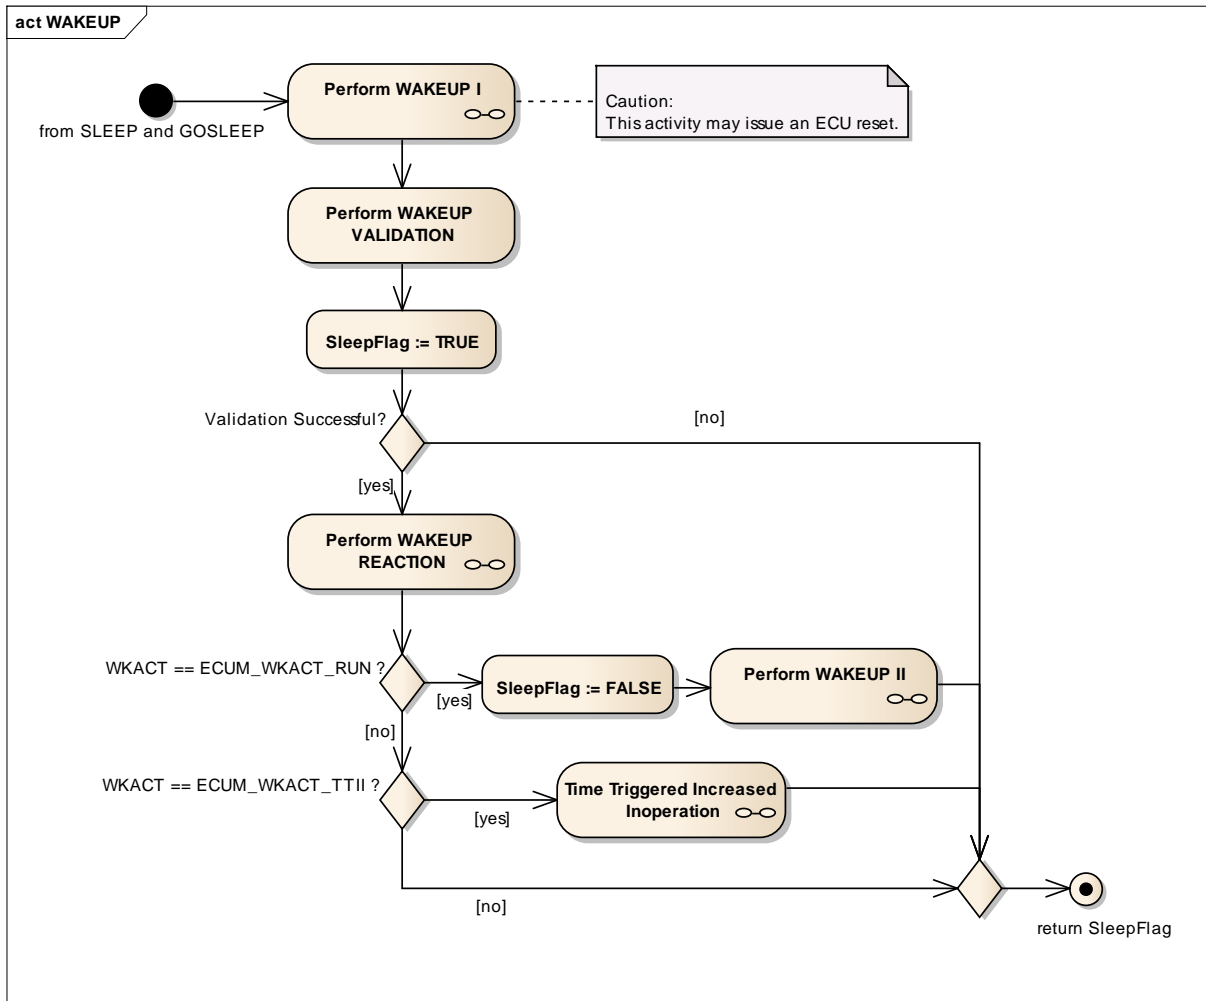 act WAKEUP
Perform WAKEUP I
from SLEEP and GOSLEEP
Caution:
This activity may issue an ECU reset.
Perform WAKEUP
VALIDATION
SleepFlag := TRUE
Validation Successful?
[no]
[yes]
Perform WAKEUP
REACTION
WKACT == ECUM_WKACT_RUN ?
[yes]
SleepFlag := FALSE
Perform WAKEUP II
[no]
WKACT == ECUM_WKACT_TTII ?
[yes]
Time Triggered Increased
Inoperation
[no]
return SleepFlag